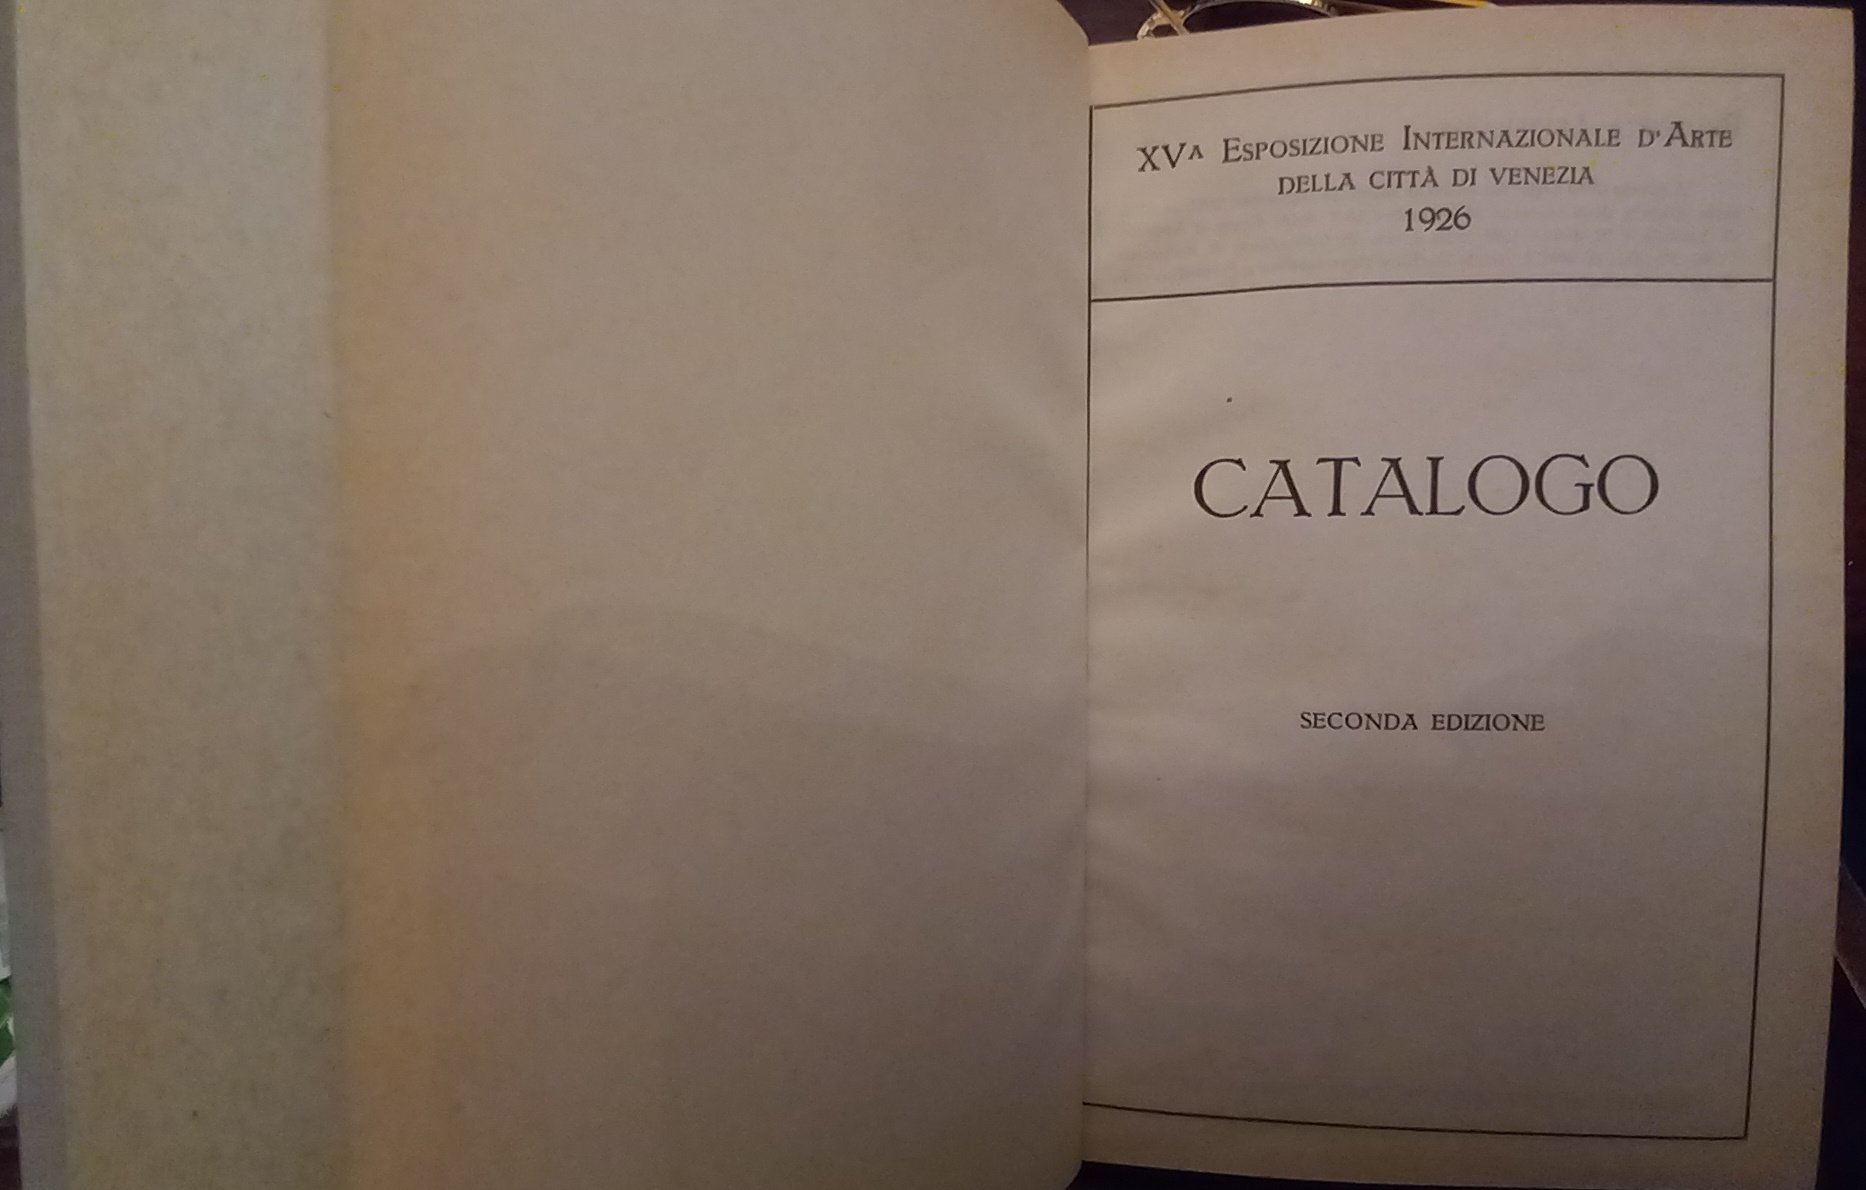 XVA ESPOSIZIONE INTERNAZIONALE D'ARTE
DELLA CITTÀ DI VENEZIA
1926
CATALOGO
SECONDA EDIZIONE